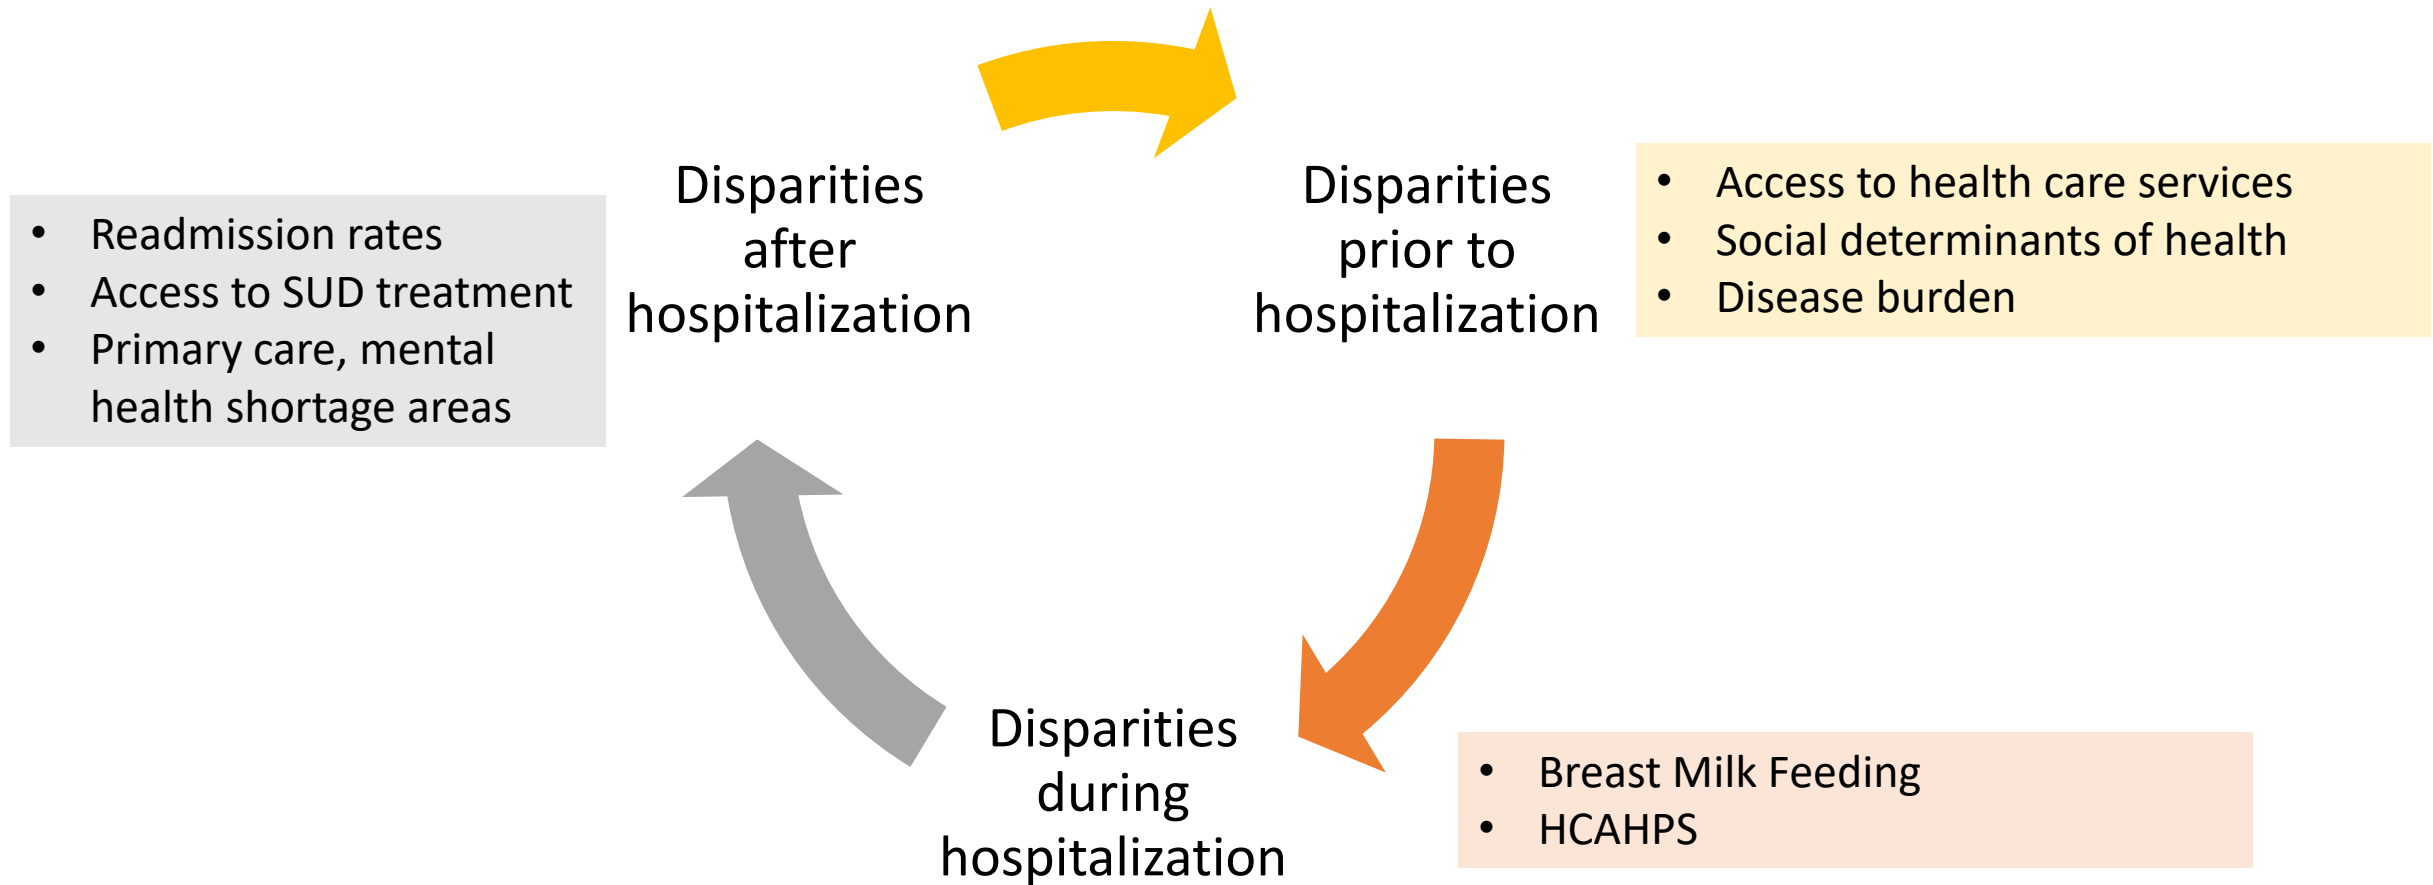 Disparities
after
hospitalization
• Readmission rates
• Access to SUD treatment
• Primary care, mental
health shortage areas
Disparities
prior to
hospitalization
• Access to health care services
• Social determinants of health
• Disease burden
Disparities
during
hospitalization
• Breast Milk Feeding
• HCAHPS